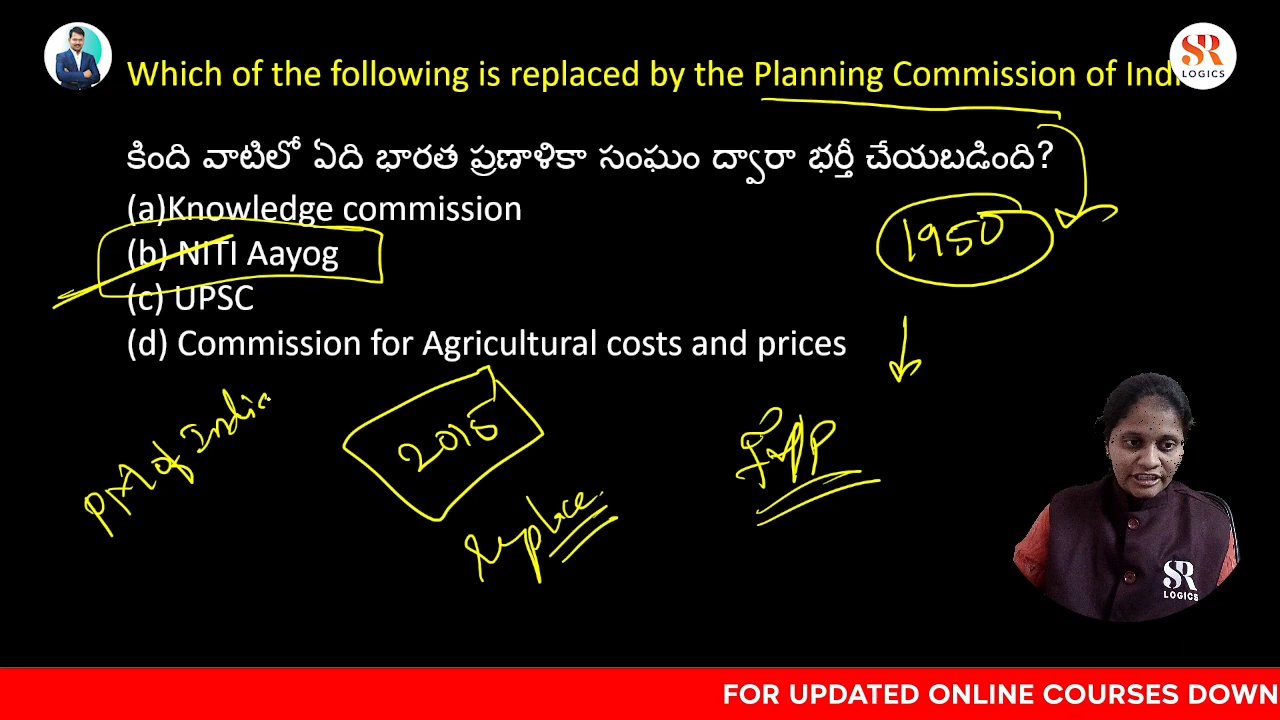 SR
LOGICS
Which of the following is replaced by the Planning Commission of Indi
కింది వాటిలో ఏది భారత ప్రణాళికా సంఘం ద్వారా భర్తీ చేయబడింది?
(a)Knowledge commission
(b) NITI Aayog
(c) UPSC
(d) Commission for Agricultural costs and prices
1950
PM of India
2015
replace
SR
LOGICS
FOR UPDATED ONLINE COURSES DOWN